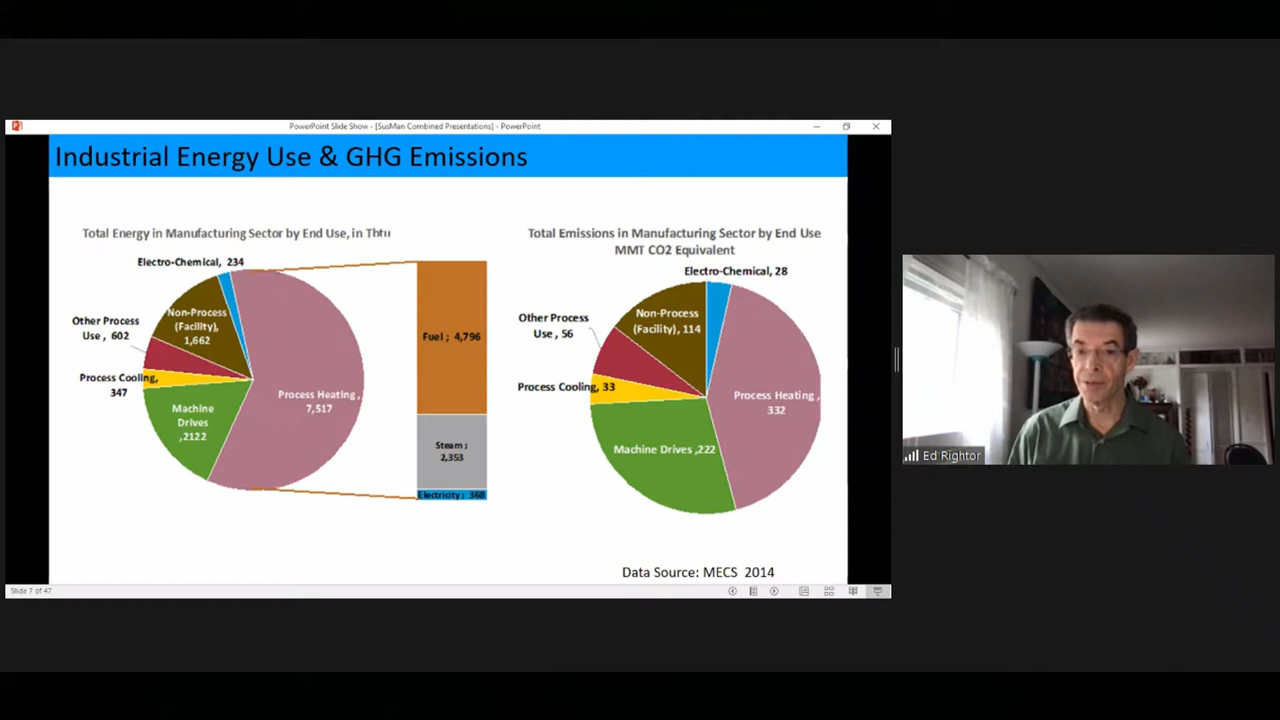 PowerPoint Slide Show - [SusMan Combined Presentations] - PowerPoint
Industrial Energy Use & GHG Emissions
Total Energy in Manufacturing Sector by End Use, in Tbtu
Electro-Chemical, 234
Non-Process
(Facility),
1,662
Other Process
Use , 602
Process Cooling,
347
Machine
Drives
,2122
Process Heating ,
7,517
Fuel ; 4,796
Steam ;
2,353
Electricity ; 368
Total Emissions in Manufacturing Sector by End Use
MMT CO2 Equivalent
Electro-Chemical, 28
Non-Process
(Facility), 114
Other Process
Use , 56
Process Cooling, 33
Process Heating ,
332
Machine Drives ,222
Data Source: MECS 2014
Slide 7 of 47
Ed Rightor